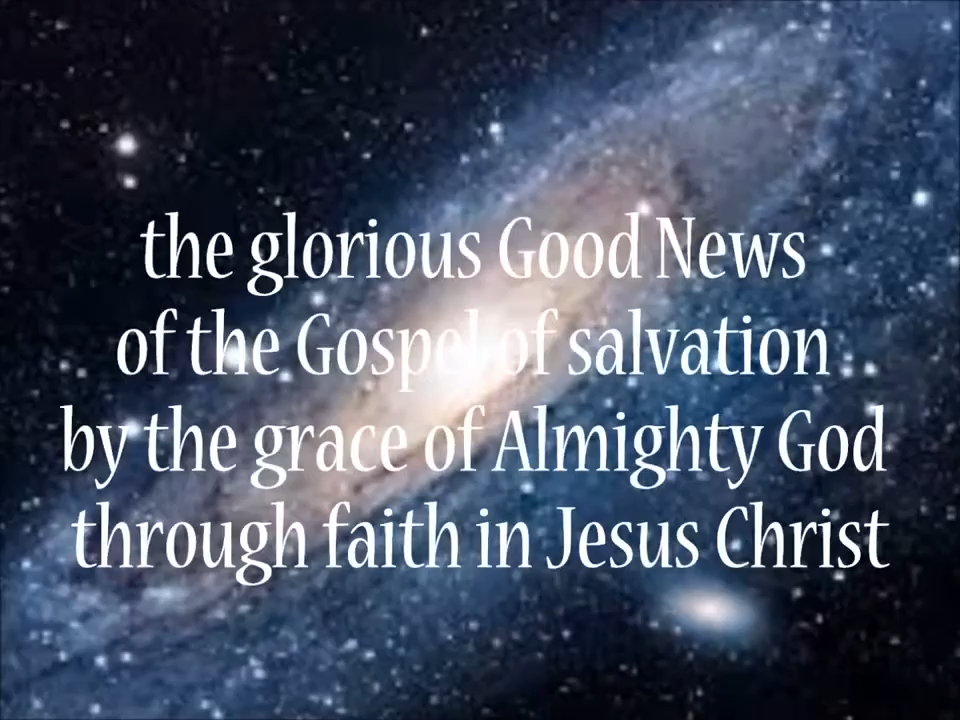 the glorious Good News
of the Gospel of salvation
by the grace of Almighty God
through faith in Jesus Christ